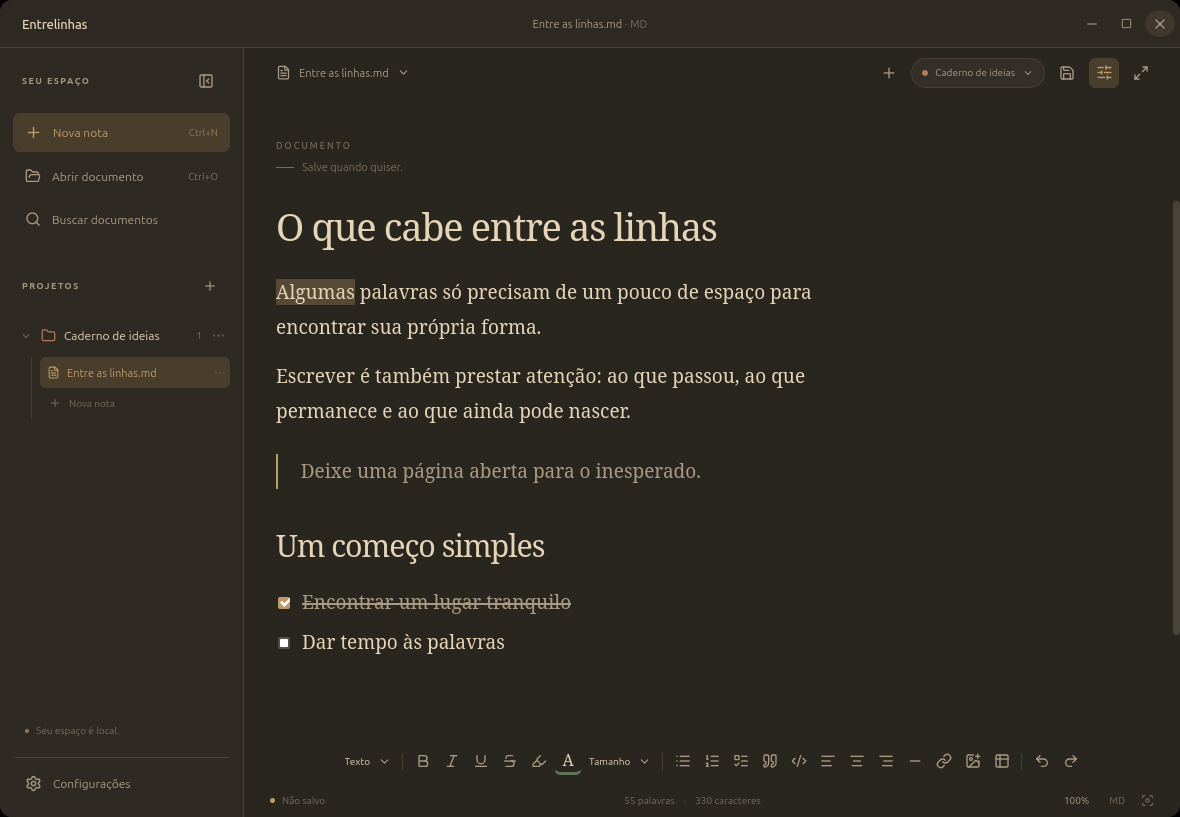 Entrelinhas
Entre as linhas.md · MD
SEU ESPAÇO
Nova nota Ctrl+N
Abrir documento Ctrl+O
Buscar documentos
PROJETOS
Caderno de ideias 1
Entre as linhas.md
Nova nota
Seu espaço é local.
Configurações
Entre as linhas.md
Caderno de ideias
DOCUMENTO
Salve quando quiser.
O que cabe entre as linhas
Algumas palavras só precisam de um pouco de espaço para
encontrar sua própria forma.
Escrever é também prestar atenção: ao que passou, ao que
permanece e ao que ainda pode nascer.
Deixe uma página aberta para o inesperado.
Um começo simples
Encontrar um lugar tranquilo
Dar tempo às palavras
Texto B I U S A Tamanho
Não salvo
55 palavras · 330 caracteres
100% MD